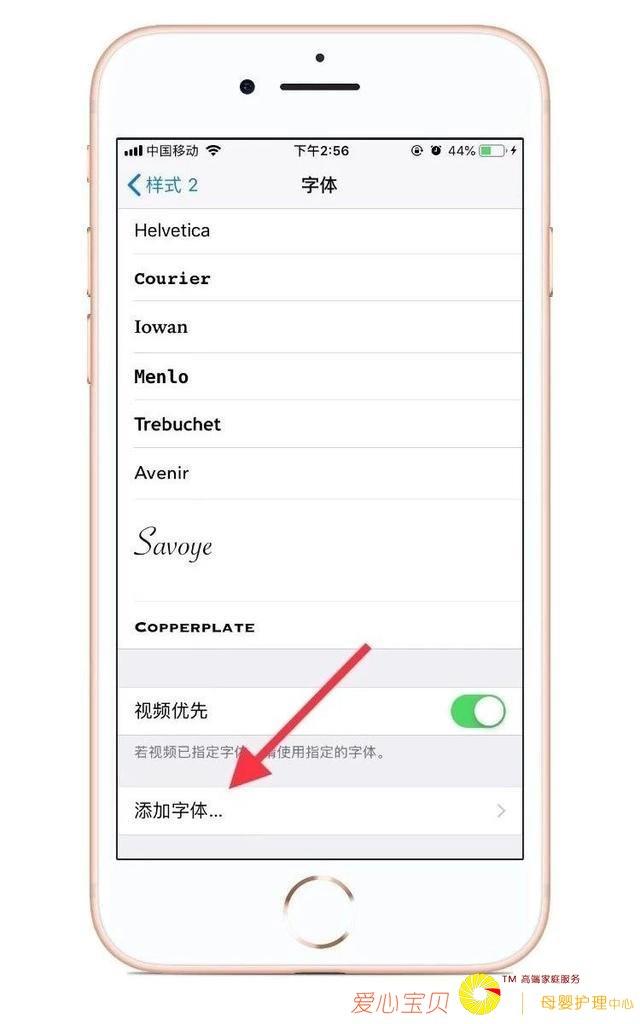 中国移动 下午2:56 44%
样式 2 字体
Helvetica
Courier
Iowan
Menlo
Trebuchet
Avenir
Savoye
COPPERPLATE
视频优先
若视频已指定字 使用指定的字体。
添加字体...
TM 高端家庭服务
爱心宝贝 母婴护理中心